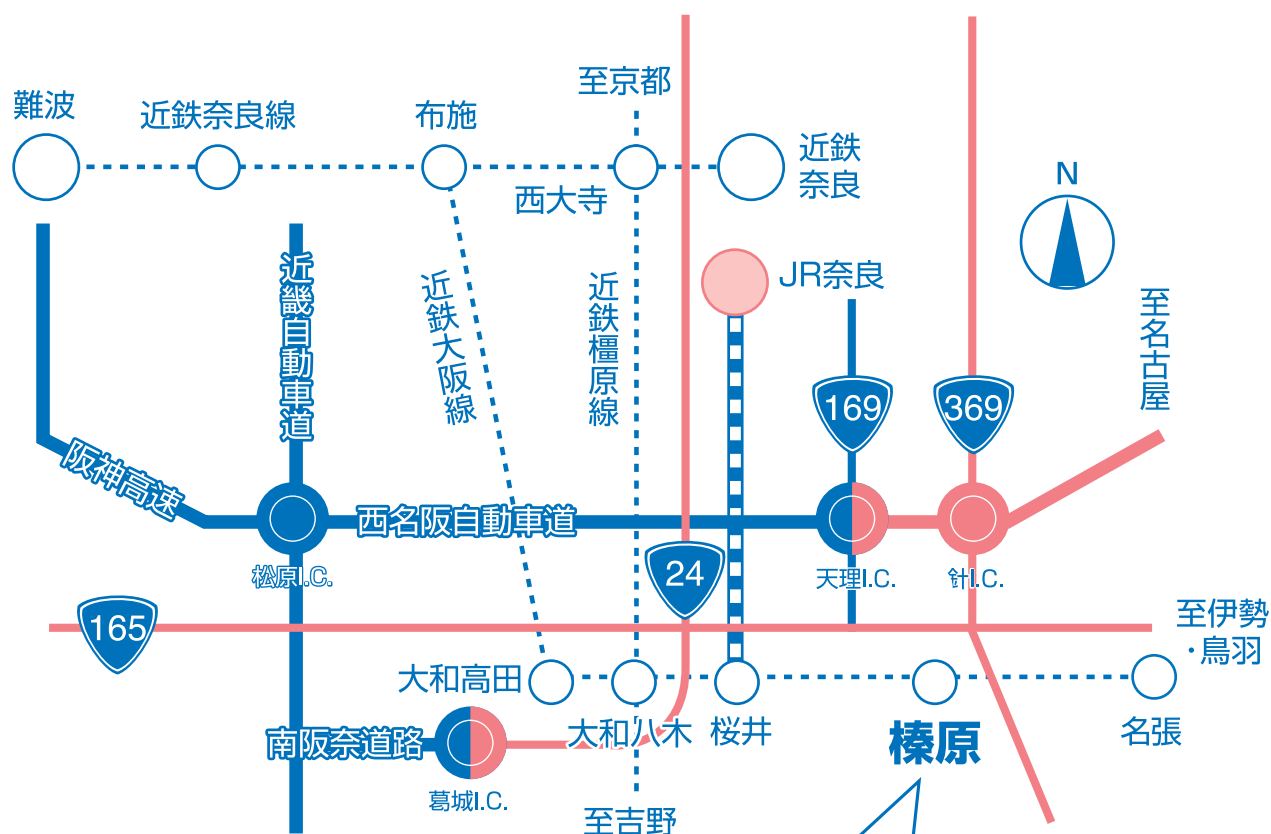 至京都
難波
近鉄奈良線
布施
近鉄
奈良
西大寺
N
JR奈良
近畿自動車道
近鉄大阪線
近鉄橿原線
至名古屋
169
369
阪神高速
西名阪自動車道
松原I.C.
24
天理I.C.
針I.C.
165
至伊勢
・鳥羽
大和高田
大和八木
桜井
榛原
名張
南阪奈道路
葛城I.C.
至吉野